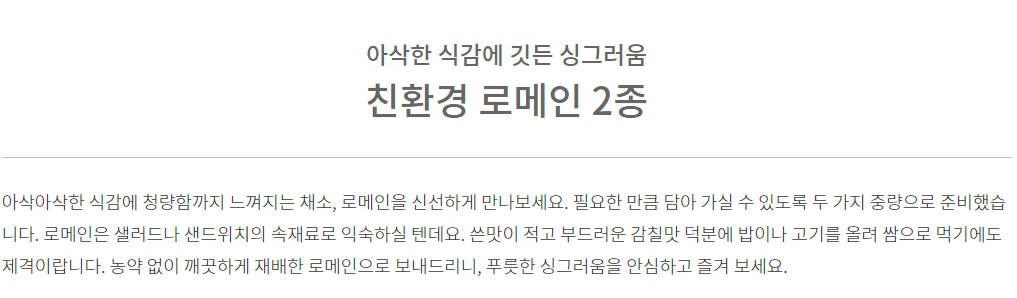 아삭한 식감에 깃든 싱그러움
친환경 로메인 2종
아삭아삭한 식감에 청량함까지 느껴지는 채소, 로메인을 신선하게 만나보세요. 필요한 만큼 담아 가실 수 있도록 두 가지 중량으로 준비했습
니다. 로메인은 샐러드나 샌드위치의 속재료로 익숙하실 텐데요. 쓴맛이 적고 부드러운 감칠맛 덕분에 밥이나 고기를 올려 쌈으로 먹기에도
제격이랍니다. 농약 없이 깨끗하게 재배한 로메인으로 보내드리니, 푸릇한 싱그러움을 안심하고 즐겨 보세요.